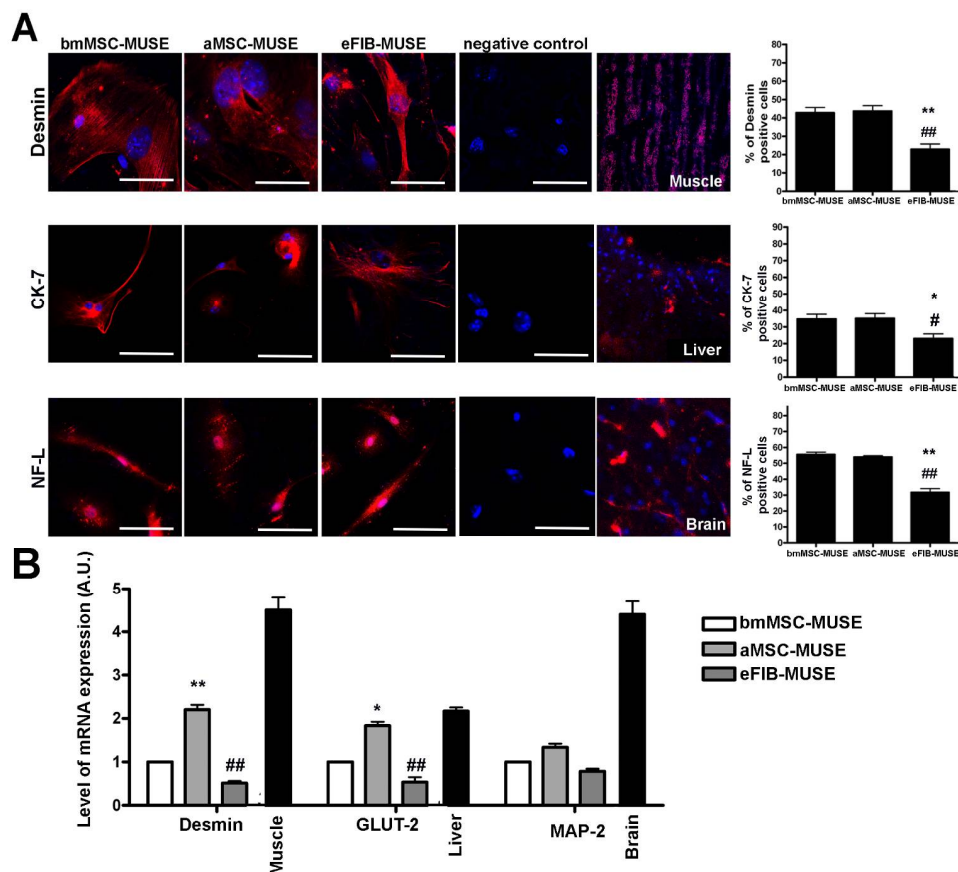 A
bmMSC-MUSE aMSC-MUSE eFIB-MUSE negative control
Desmin
Muscle
% of Desmin
positive cells
80
70
60
50
40
30
20
10
0
**
##
bmMSC-MUSE aMSC-MUSE eFIB-MUSE
CK-7
Liver
% of CK-7
positive cells
90
80
70
60
50
40
30
20
10
0
*
#
bmMSC-MUSE aMSC-MUSE eFIB-MUSE
NF-L
Brain
% of NF-L
positive cells
80
70
60
50
40
30
20
10
0
**
##
bmMSC-MUSE aMSC-MUSE eFIB-MUSE
B
Level of mRNA expression (A.U.)
5
4
2
1
0
**
##
*
##
Desmin
Muscle
GLUT-2
Liver
MAP-2
Brain
bmMSC-MUSE
aMSC-MUSE
eFIB-MUSE